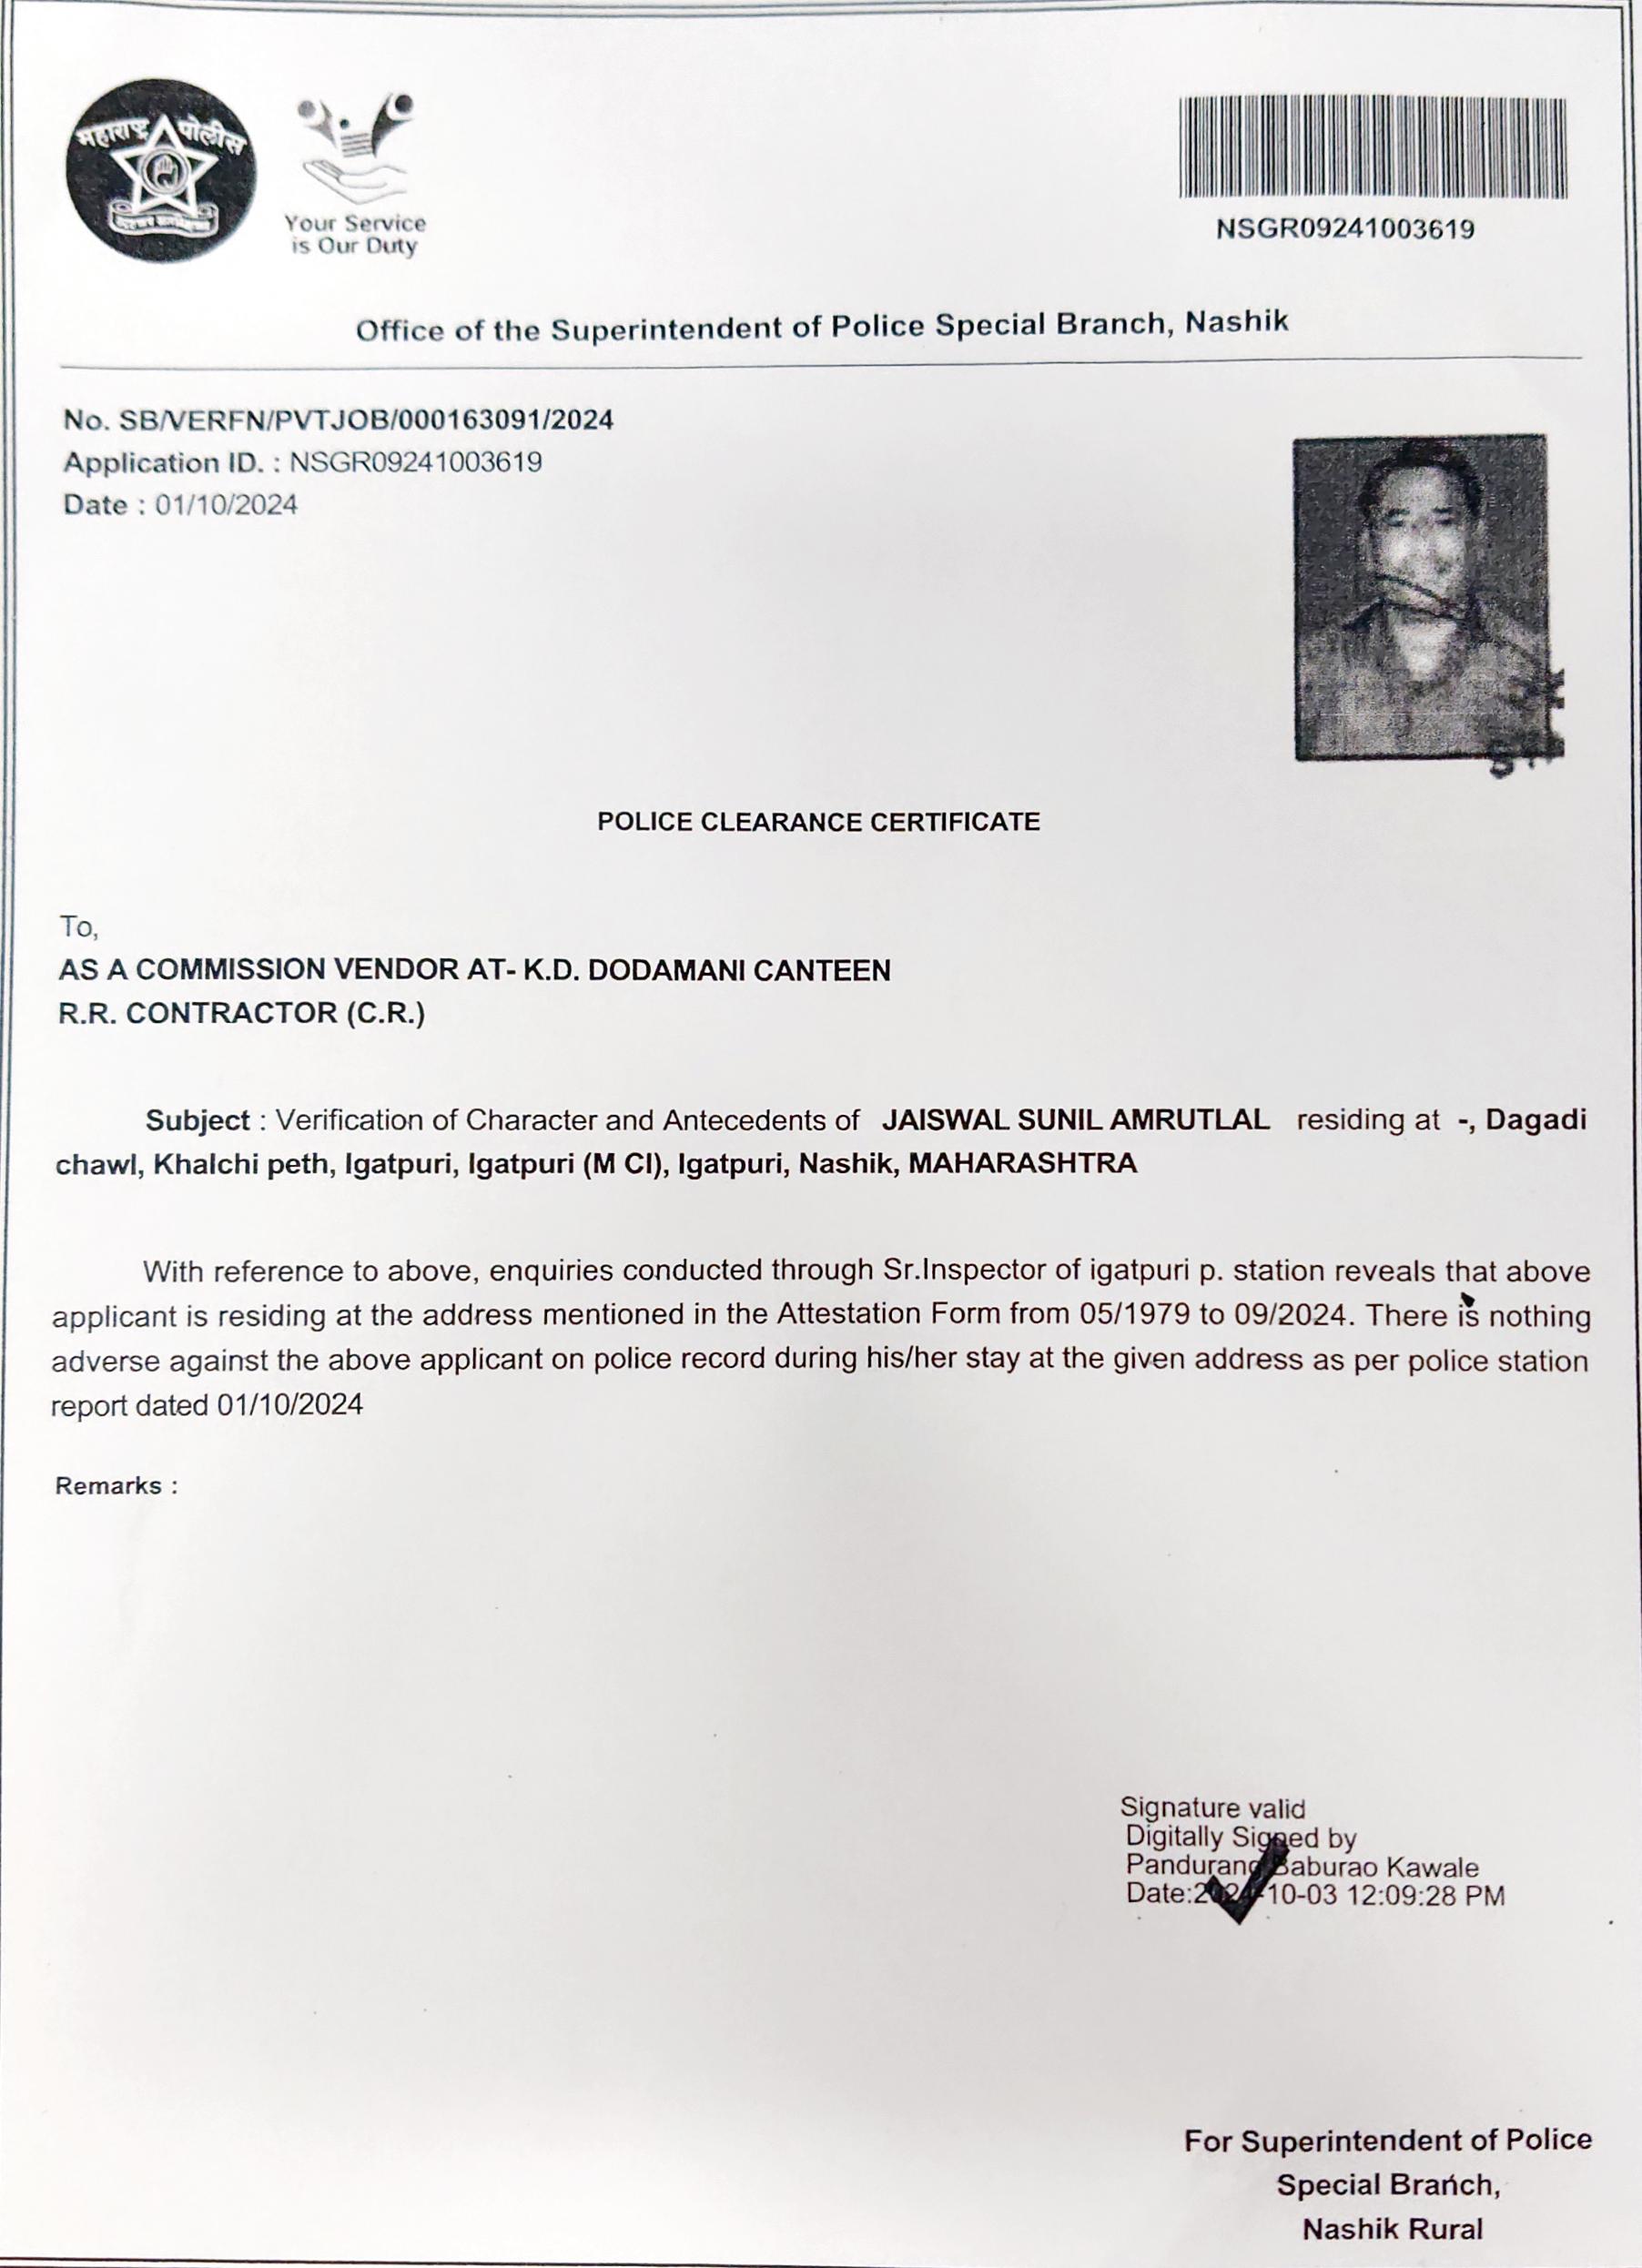 महाराष्ट्र पोलीस
Your Service
is Our Duty
NSGR09241003619
Office of the Superintendent of Police Special Branch, Nashik
No. SB/VERFN/PVTJOB/000163091/2024
Application ID. : NSGR09241003619
Date : 01/10/2024
POLICE CLEARANCE CERTIFICATE
To,
AS A COMMISSION VENDOR AT- K.D. DODAMANI CANTEEN
R.R. CONTRACTOR (C.R.)
Subject : Verification of Character and Antecedents of JAISWAL SUNIL AMRUTLAL residing at -, Dagadi
chawl, Khalchi peth, Igatpuri, Igatpuri (M Cl), Igatpuri, Nashik, MAHARASHTRA
With reference to above, enquiries conducted through Sr.Inspector of igatpuri p. station reveals that above
applicant is residing at the address mentioned in the Attestation Form from 05/1979 to 09/2024. There is nothing
adverse against the above applicant on police record during his/her stay at the given address as per police station
report dated 01/10/2024
Remarks :
Signature valid
Digitally Signed by
Pandurang Baburao Kawale
Date:2024-10-03 12:09:28 PM
For Superintendent of Police
Special Branch,
Nashik Rural